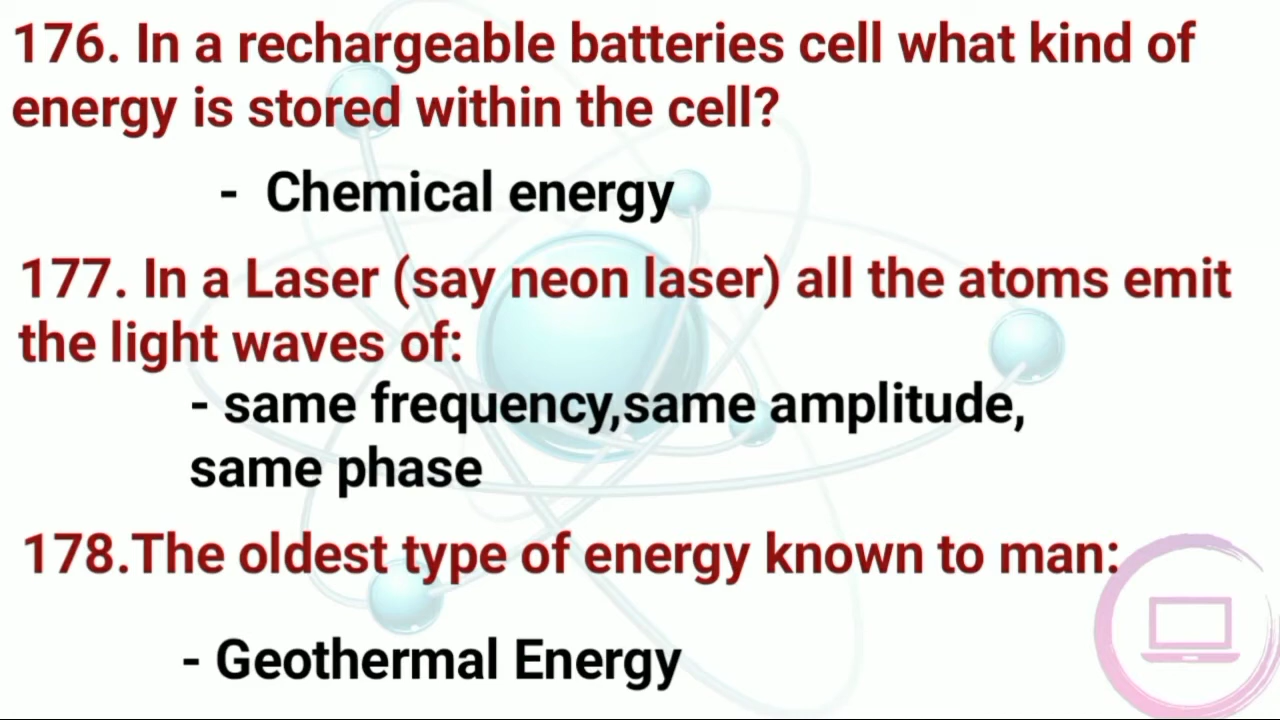 176. In a rechargeable batteries cell what kind of
energy is stored within the cell?
- Chemical energy
177. In a Laser (say neon laser) all the atoms emit
the light waves of:
- same frequency,same amplitude,
same phase
178.The oldest type of energy known to man:
- Geothermal Energy